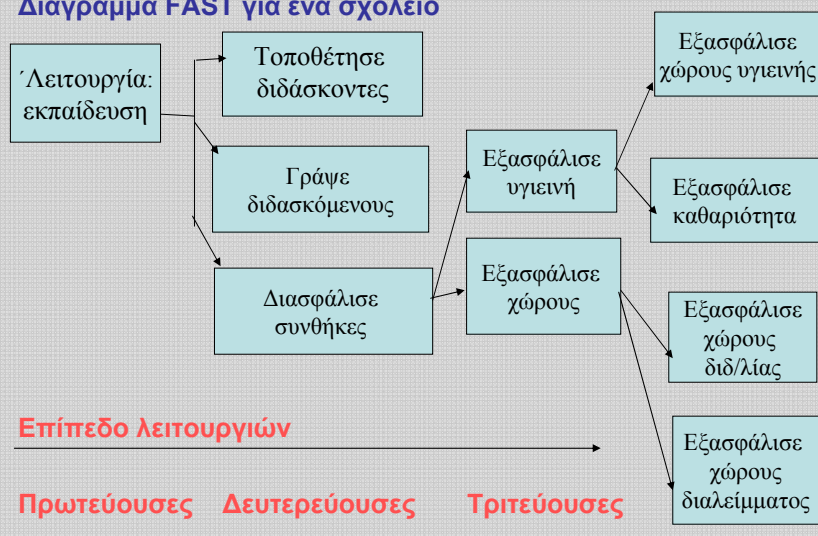 Διάγραμμα FAST για ένα σχολείο
΄Λειτουργία:
εκπαίδευση
Τοποθέτησε
διδάσκοντες
Γράψε
διδασκόμενους
Διασφάλισε
συνθήκες
Εξασφάλισε
υγιεινή
Εξασφάλισε
χώρους
Εξασφάλισε
χώρους υγιεινής
Εξασφάλισε
καθαριότητα
Εξασφάλισε
χώρους
διδ/λίας
Εξασφάλισε
χώρους
διαλείμματος
Επίπεδο λειτουργιών
Πρωτεύουσες Δευτερεύουσες Τριτεύουσες